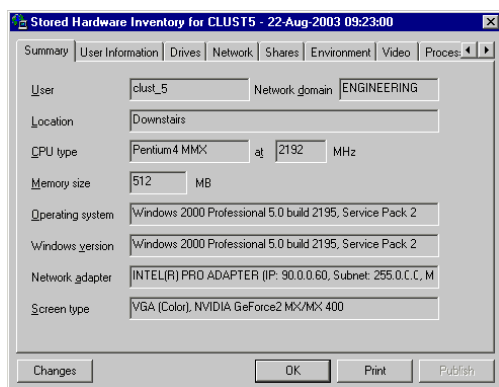 Stored Hardware Inventory for CLUST5 - 22-Aug-2003 09:23:00
Summary User Information Drives Network Shares Environment Video Proces
User clust_5 Network domain ENGINEERING
Location Downstairs
CPU type Pentium4 MMX at 2192 MHz
Memory size 512 MB
Operating system Windows 2000 Professional 5.0 build 2195, Service Pack 2
Windows version Windows 2000 Professional 5.0 build 2195, Service Pack 2
Network adapter INTEL(R) PRO ADAPTER (IP: 90.0.0.60, Subnet: 255.0.0.0, M
Screen type VGA (Color), NVIDIA GeForce2 MX/MX 400
Changes OK Print Publish